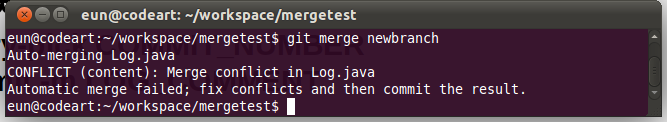 eun@codeart: ~/workspace/mergetest
eun@codeart:~/workspace/mergetest$ git merge newbranch
Auto-merging Log.java
CONFLICT (content): Merge conflict in Log.java
Automatic merge failed; fix conflicts and then commit the result.
eun@codeart:~/workspace/mergetest$